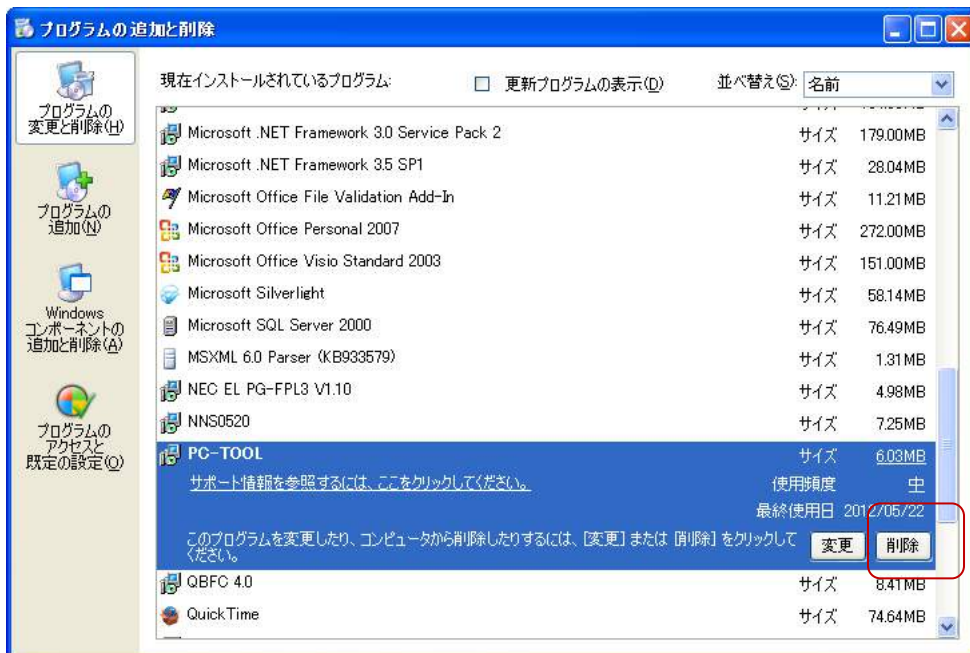 プログラムの追加と削除
プログラムの
変更と削除(H)
プログラムの
追加(N)
Windows
コンポーネントの
追加と削除(A)
プログラムの
アクセスと
既定の設定(O)
現在インストールされているプログラム:
更新プログラムの表示(D)
並べ替え(S): 名前
Microsoft .NET Framework 3.0 Service Pack 2 サイズ 179.00MB
Microsoft .NET Framework 3.5 SP1 サイズ 28.04MB
Microsoft Office File Validation Add-In サイズ 11.21MB
Microsoft Office Personal 2007 サイズ 272.00MB
Microsoft Office Visio Standard 2003 サイズ 151.00MB
Microsoft Silverlight サイズ 58.14MB
Microsoft SQL Server 2000 サイズ 76.49MB
MSXML 6.0 Parser (KB933579) サイズ 1.31MB
NEC EL PG-FPL3 V1.10 サイズ 4.98MB
NNS0520 サイズ 7.25MB
PC-TOOL サイズ 6.03MB
サポート情報を参照するには、ここをクリックしてください。 使用頻度 中
最終使用日 2012/05/22
このプログラムを変更したり、コンピュータから削除したりするには、[変更] または [削除] をクリックして
ください。
変更 削除
QBFC 4.0 サイズ 8.41MB
QuickTime サイズ 74.64MB